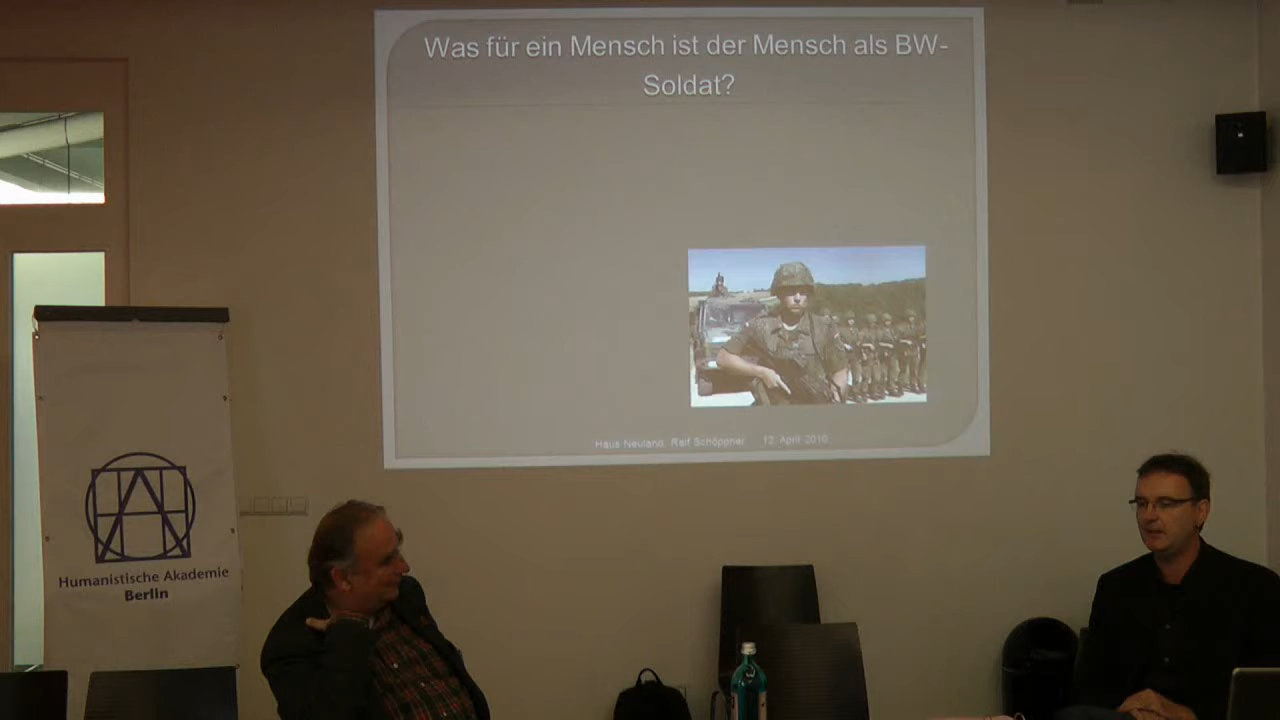 Was für ein Mensch ist der Mensch als BW-
Soldat?
Haus Neuland, Ralf Schöppner 12. April 2010
Humanistische Akademie
Berlin